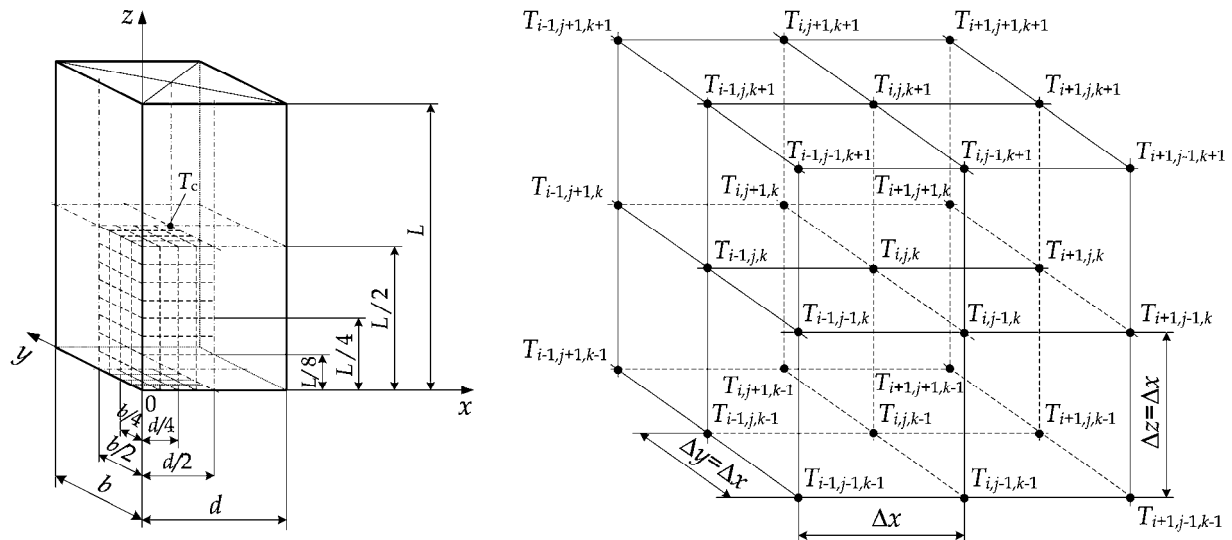 z
T_c
L
L/2
L/4
L/8
y
x
0
b/4
d/4
b/2
d/2
b
d
T_{i-1,j+1,k+1}
T_{i,j+1,k+1}
T_{i+1,j+1,k+1}
T_{i-1,j,k+1}
T_{i,j,k+1}
T_{i+1,j,k+1}
T_{i-1,j-1,k+1}
T_{i,j-1,k+1}
T_{i+1,j-1,k+1}
T_{i-1,j+1,k}
T_{i,j+1,k}
T_{i+1,j+1,k}
T_{i-1,j,k}
T_{i,j,k}
T_{i+1,j,k}
T_{i-1,j-1,k}
T_{i,j-1,k}
T_{i+1,j-1,k}
T_{i-1,j+1,k-1}
T_{i,j+1,k-1}
T_{i+1,j+1,k-1}
T_{i-1,j,k-1}
T_{i,j,k-1}
T_{i+1,j,k-1}
Δz=Δx
Δy=Δx
T_{i-1,j-1,k-1}
T_{i,j-1,k-1}
T_{i+1,j-1,k-1}
Δx